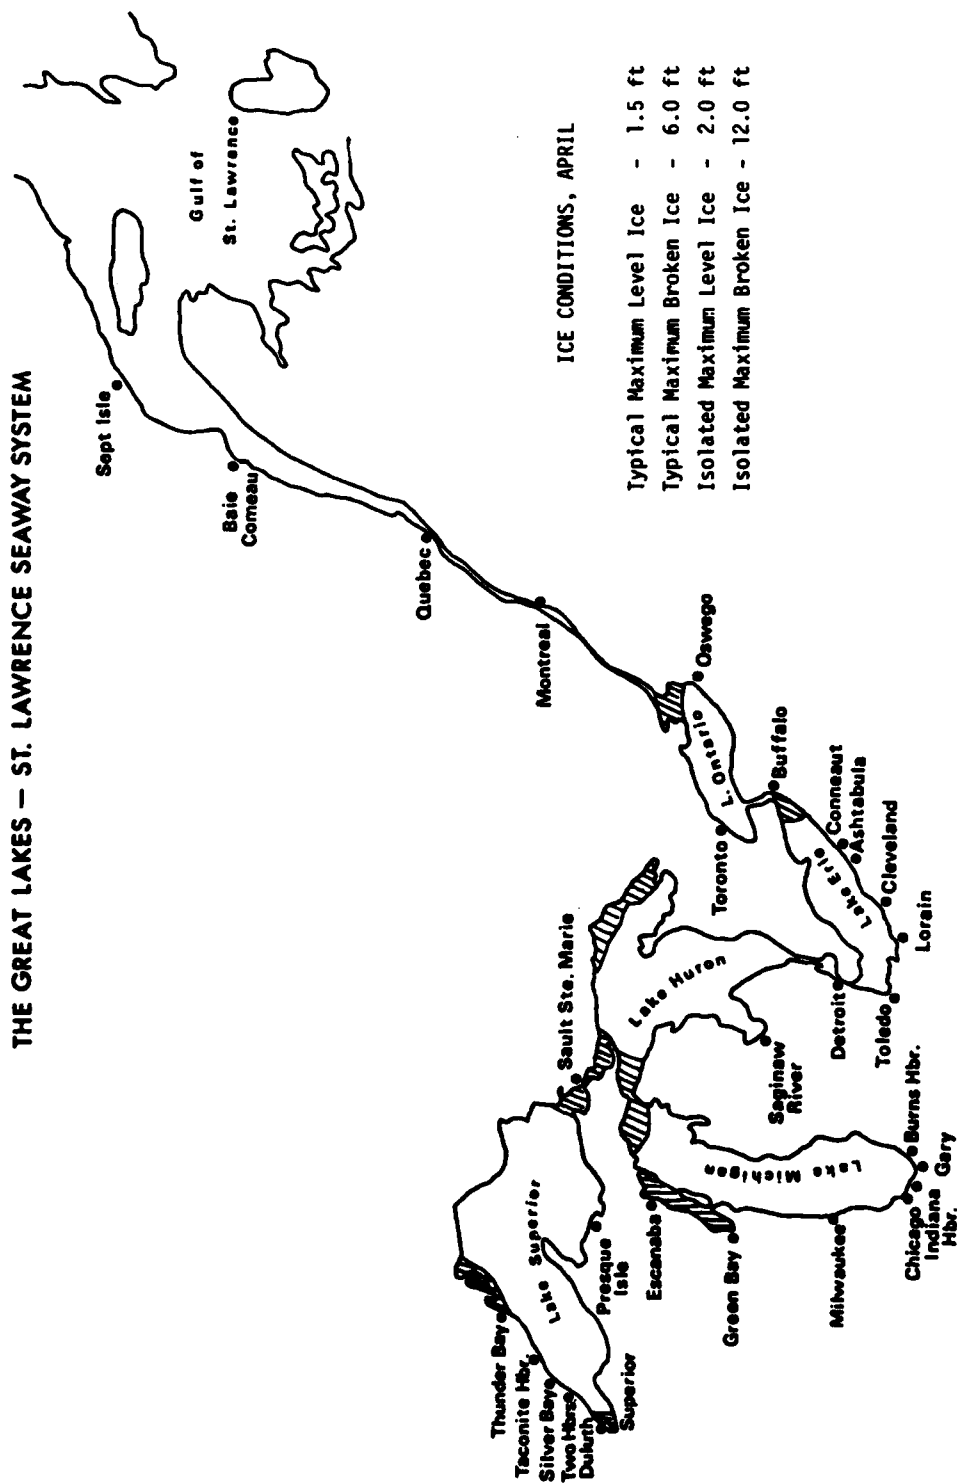 THE GREAT LAKES — ST. LAWRENCE SEAWAY SYSTEM
Sept Isle
Baie
Comeau
Gulf of
St. Lawrence
Quebec
Montreal
ICE CONDITIONS, APRIL
Typical Maximum Level Ice - 1.5 ft
Typical Maximum Broken Ice - 6.0 ft
Isolated Maximum Level Ice - 2.0 ft
Isolated Maximum Broken Ice - 12.0 ft
Oswego
L. Ontario
Toronto
Buffalo
Conneaut
Ashtabula
Lake Erie
Cleveland
Lorain
Toledo
Detroit
Lake Huron
Saginaw
River
Sault Ste. Marie
Lake Superior
Thunder Bay
Taconite Hbr.
Silver Bay
Two Hbrs
Duluth
Superior
Presque
Isle
Escanaba
Green Bay
Lake Michigan
Milwaukee
Chicago
Indiana
Hbr.
Gary
Burns Hbr.